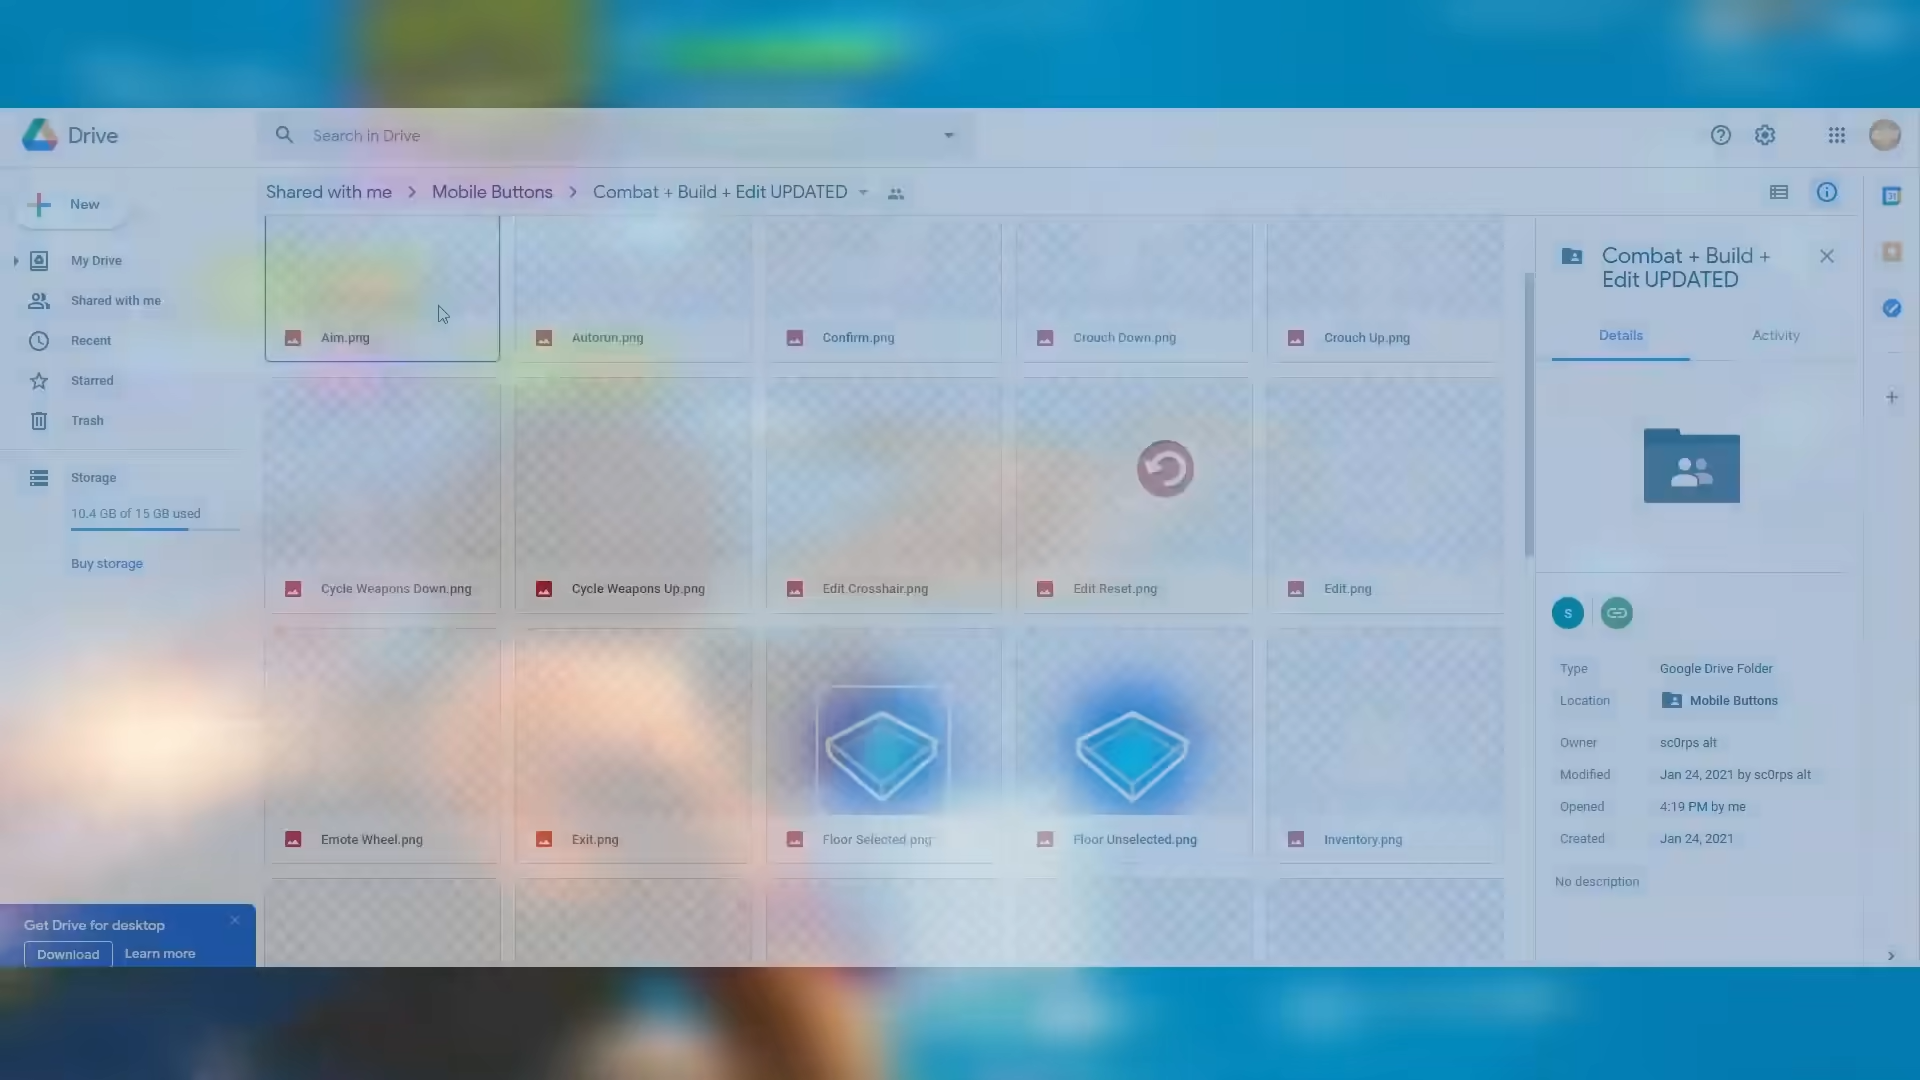 Drive
Search in Drive
Shared with me
Mobile Buttons
Combat + Build + Edit UPDATED
New
My Drive
Shared with me
Recent
Starred
Trash
Storage
10.4 GB of 15 GB used
Buy storage
Get Drive for desktop
Download
Learn more
Aim.png
Autorun.png
Confirm.png
Crouch Down.png
Crouch Up.png
Cycle Weapons Down.png
Cycle Weapons Up.png
Edit Crosshair.png
Edit Reset.png
Edit.png
Emote Wheel.png
Exit.png
Floor Selected.png
Floor Unselected.png
Inventory.png
Combat + Build +
Edit UPDATED
Details
Activity
S
Type
Google Drive Folder
Location
Mobile Buttons
Owner
sc0rps alt
Modified
Jan 24, 2021 by sc0rps alt
Opened
4:19 PM by me
Created
Jan 24, 2021
No description
31